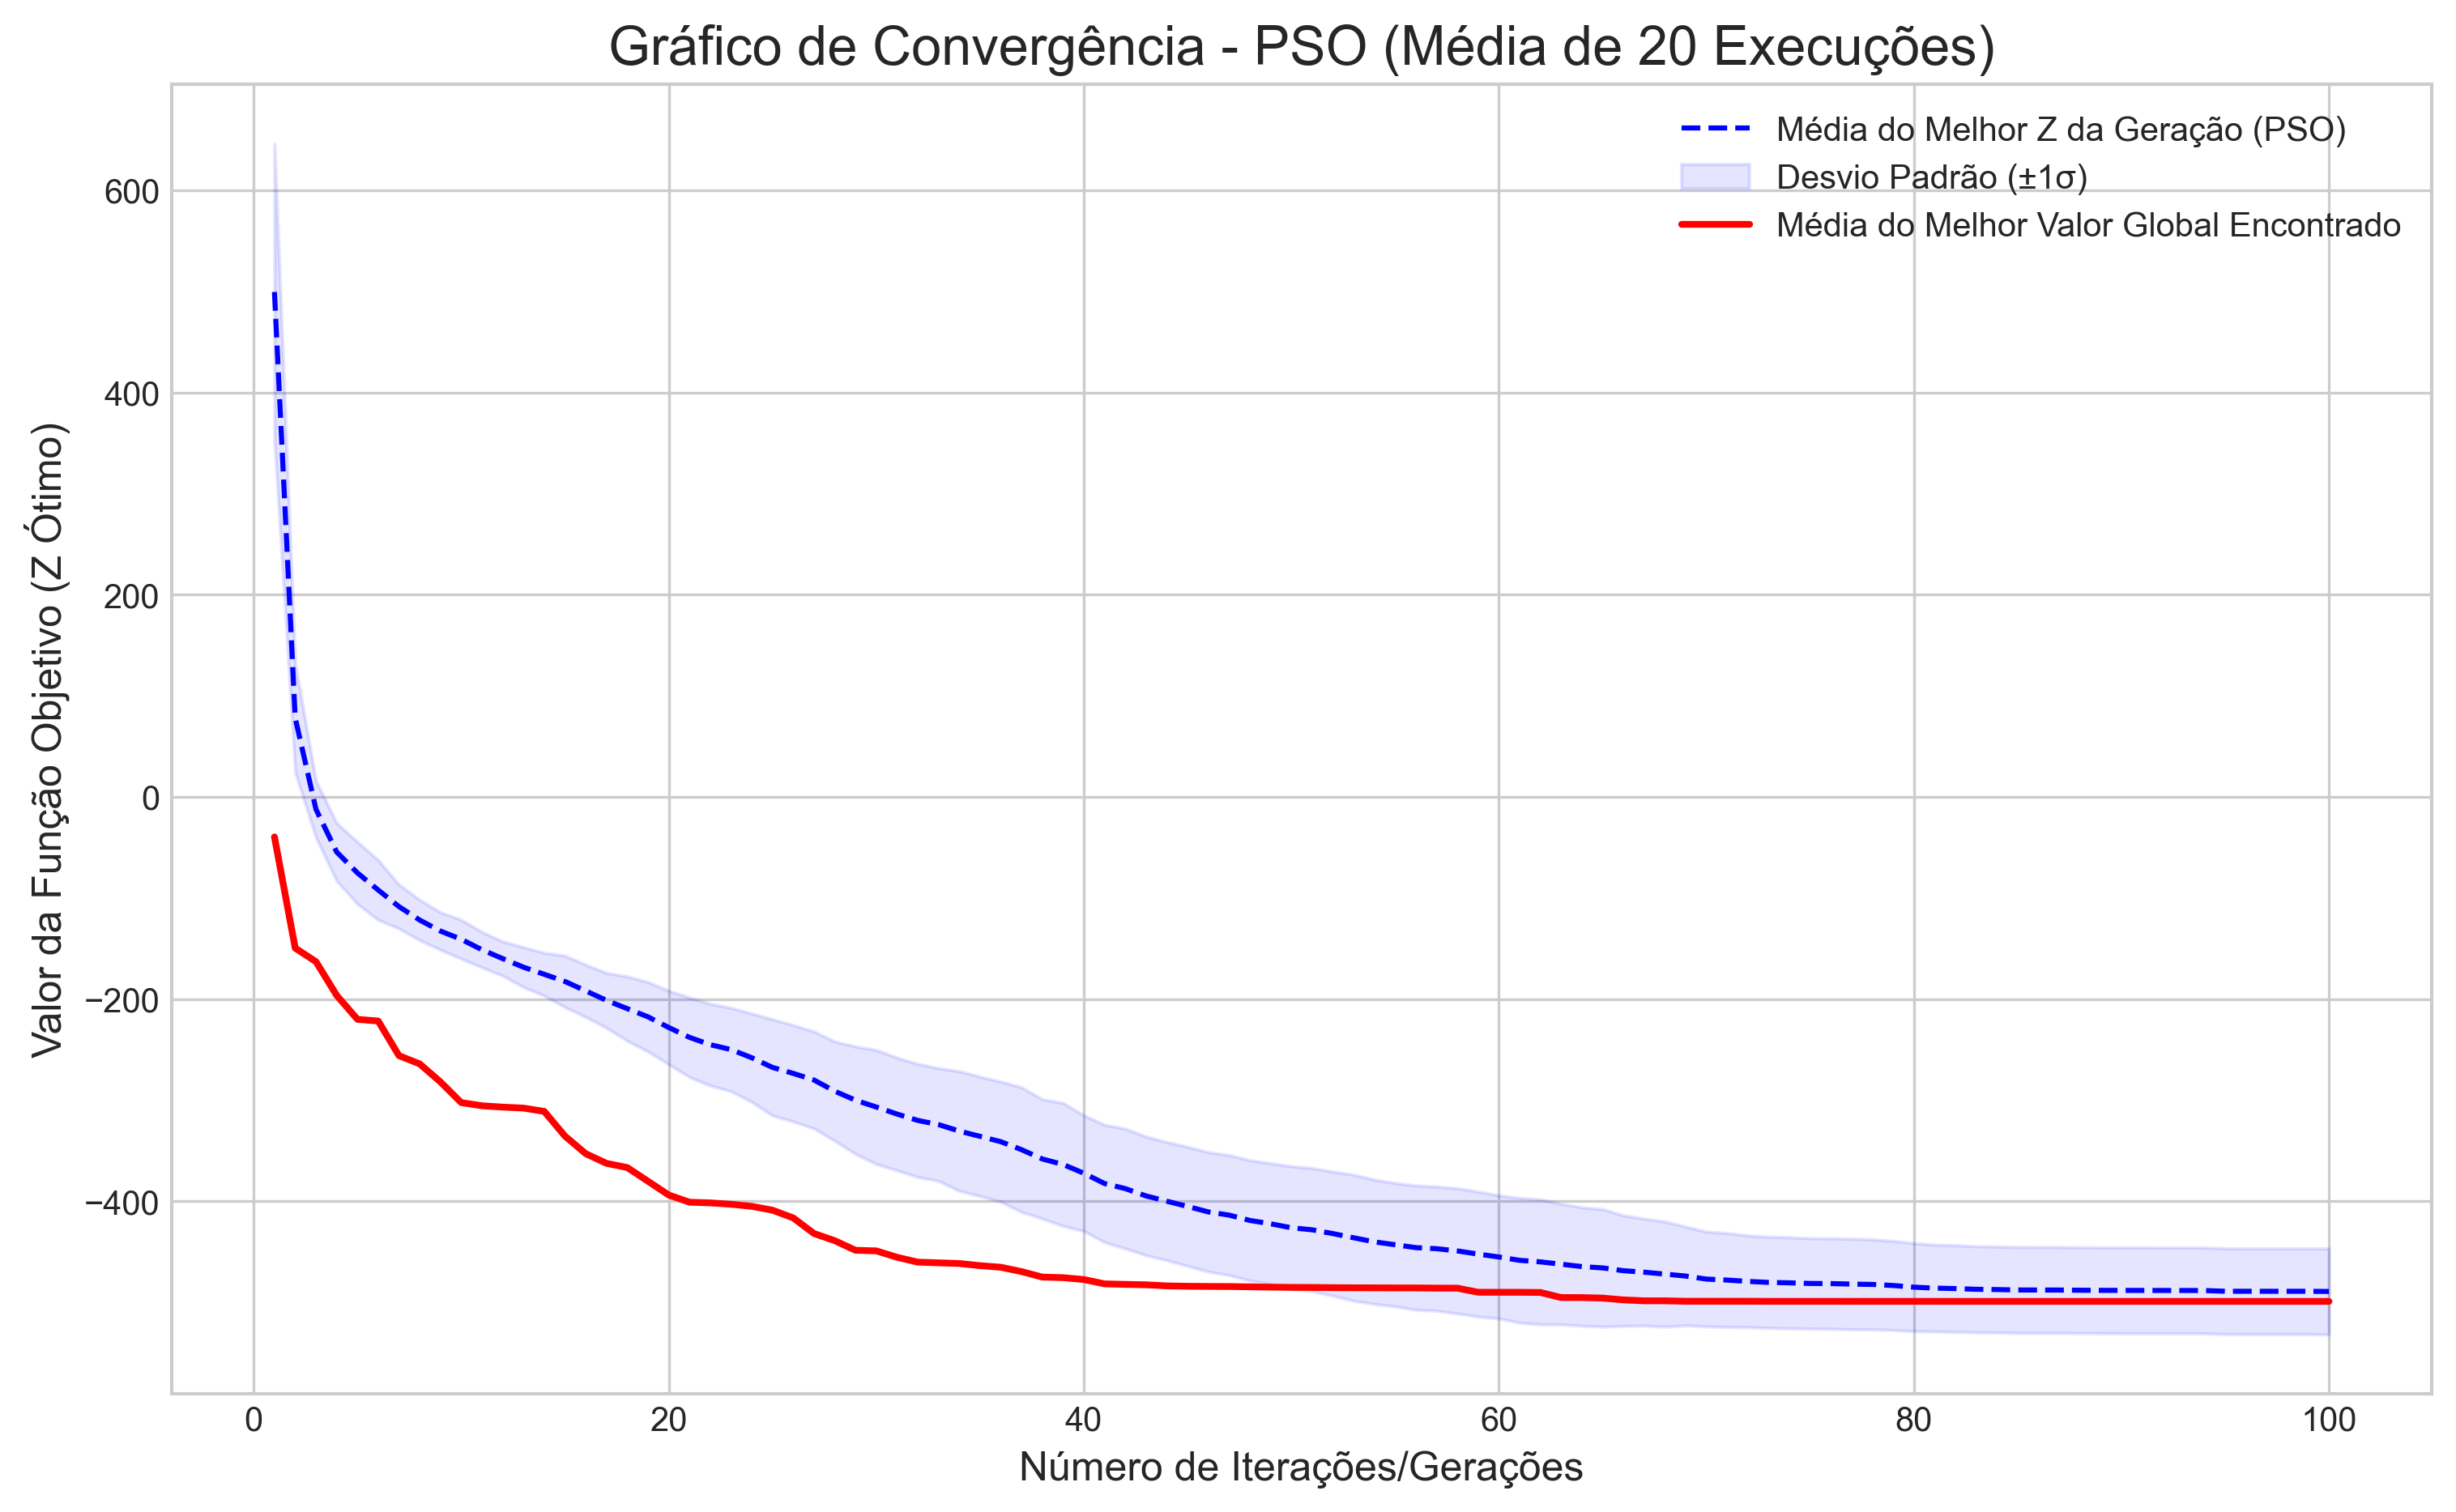 Gráfico de Convergência - PSO (Média de 20 Execuções)
Média do Melhor Z da Geração (PSO)
Desvio Padrão (±1σ)
Média do Melhor Valor Global Encontrado
Valor da Função Objetivo (Z Ótimo)
600
400
200
0
−200
−400
0 20 40 60 80 100
Número de Iterações/Gerações